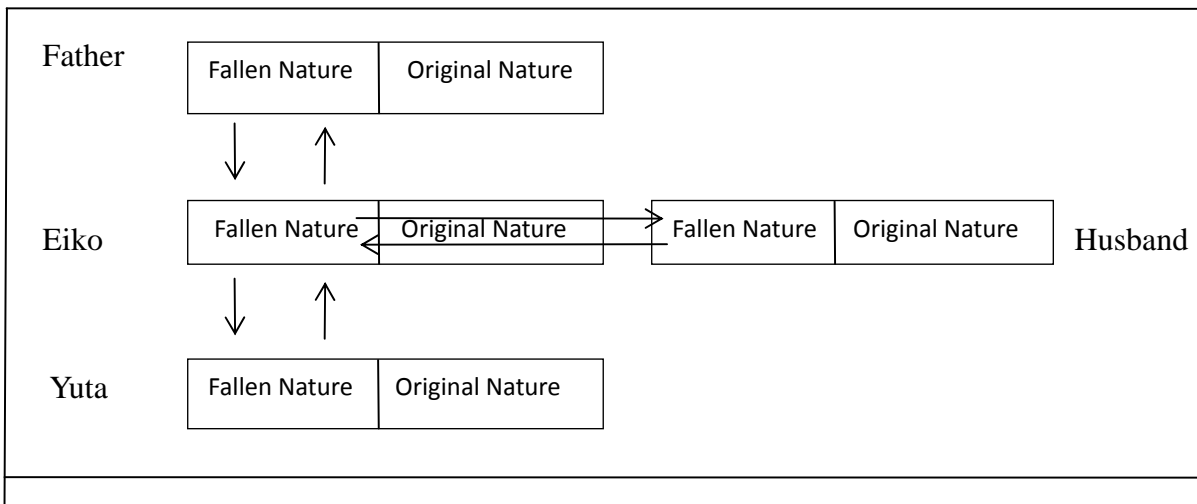 Father
Fallen Nature Original Nature
Eiko
Fallen Nature Original Nature Fallen Nature Original Nature
Husband
Yuta
Fallen Nature Original Nature